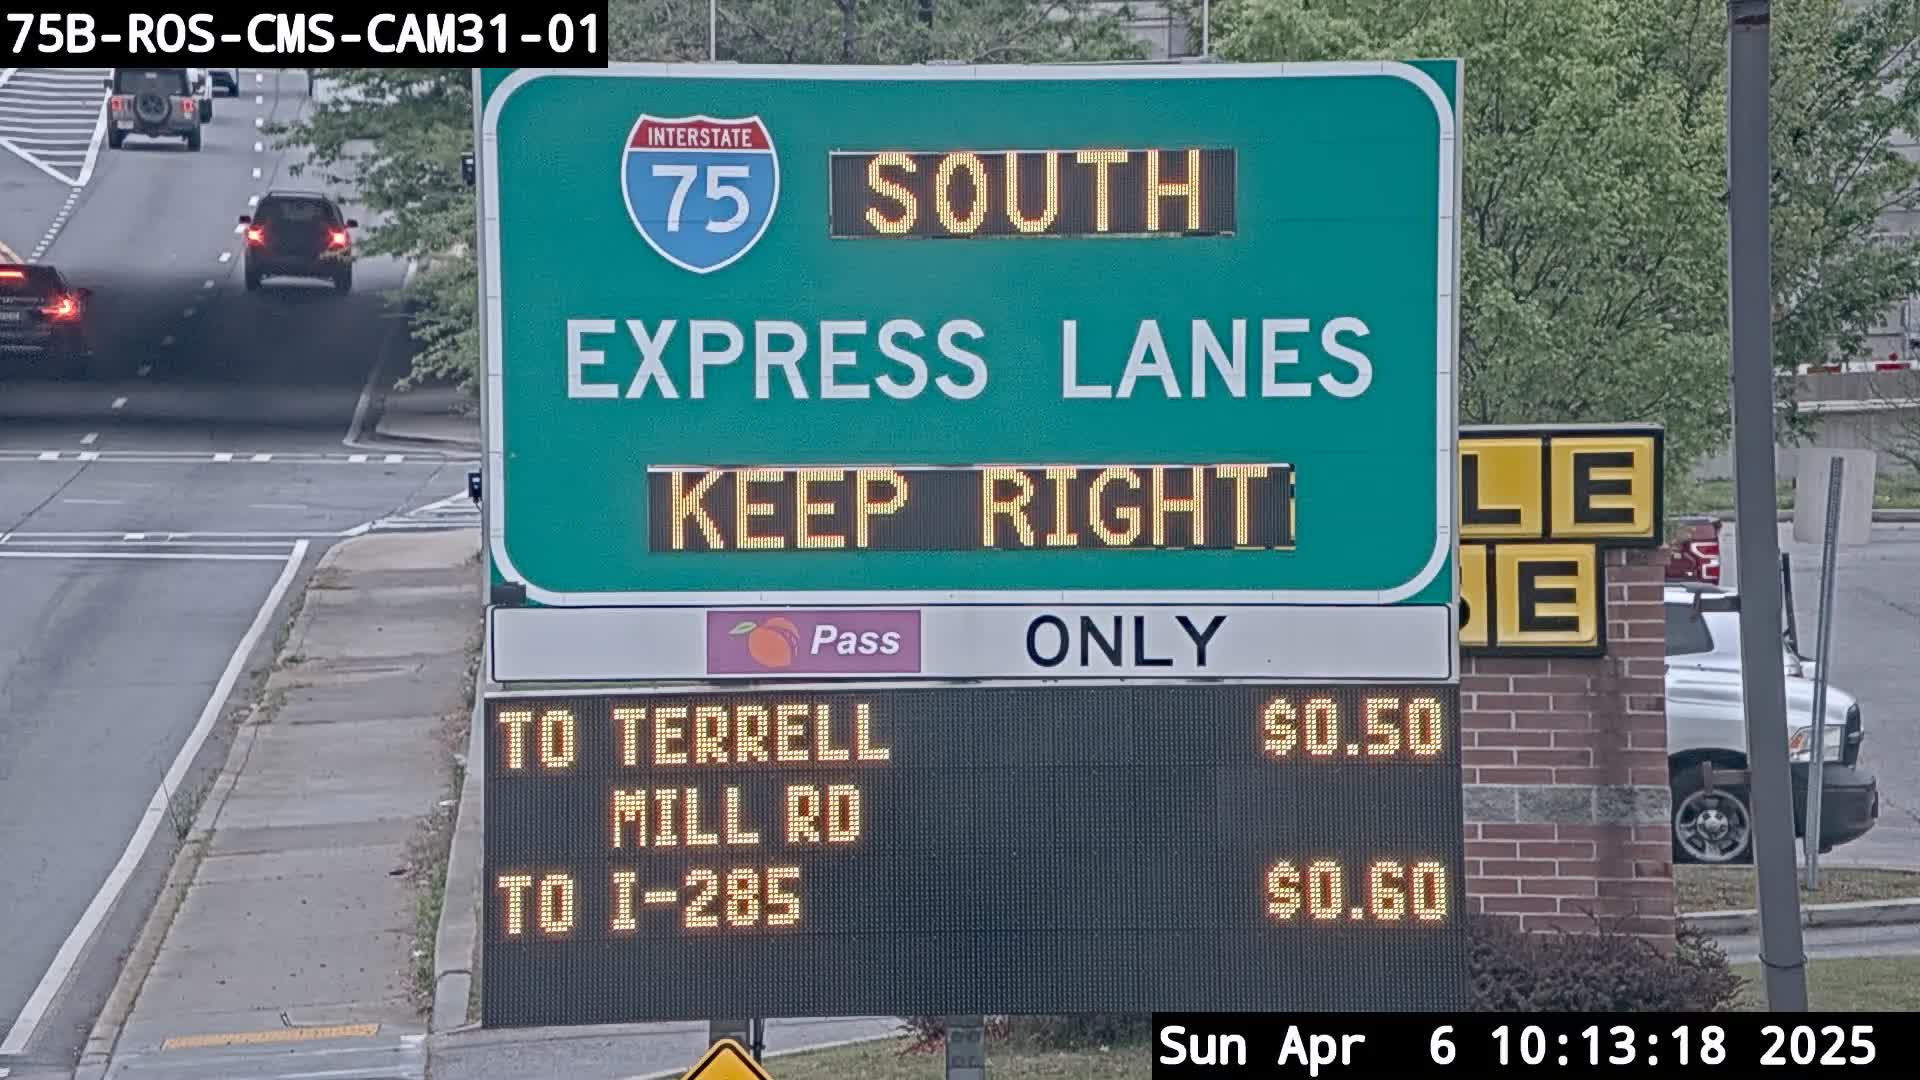 75B-ROS-CMS-CAM31-01
INTERSTATE
75
SOUTH
EXPRESS LANES
KEEP RIGHT
Pass ONLY
TO TERRELL $0.50
MILL RD
TO I-285 $0.60
LE
E
Sun Apr 6 10:13:18 2025